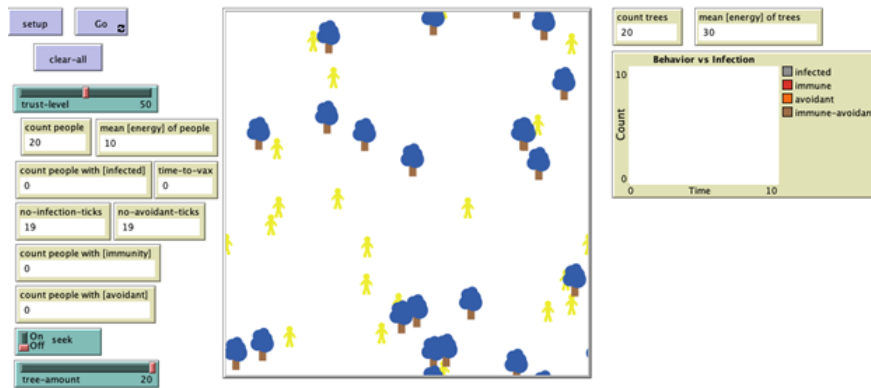 setup
Go
clear-all
trust-level 50
count people
20
mean [energy] of people
10
count people with [infected]
0
time-to-vax
0
no-infection-ticks
19
no-avoidant-ticks
19
count people with [immunity]
0
count people with [avoidant]
0
On
Off
seek
tree-amount 20
count trees
20
mean [energy] of trees
30
Behavior vs Infection
10
Count
0
0
Time
10
infected
immune
avoidant
immune-avoidan